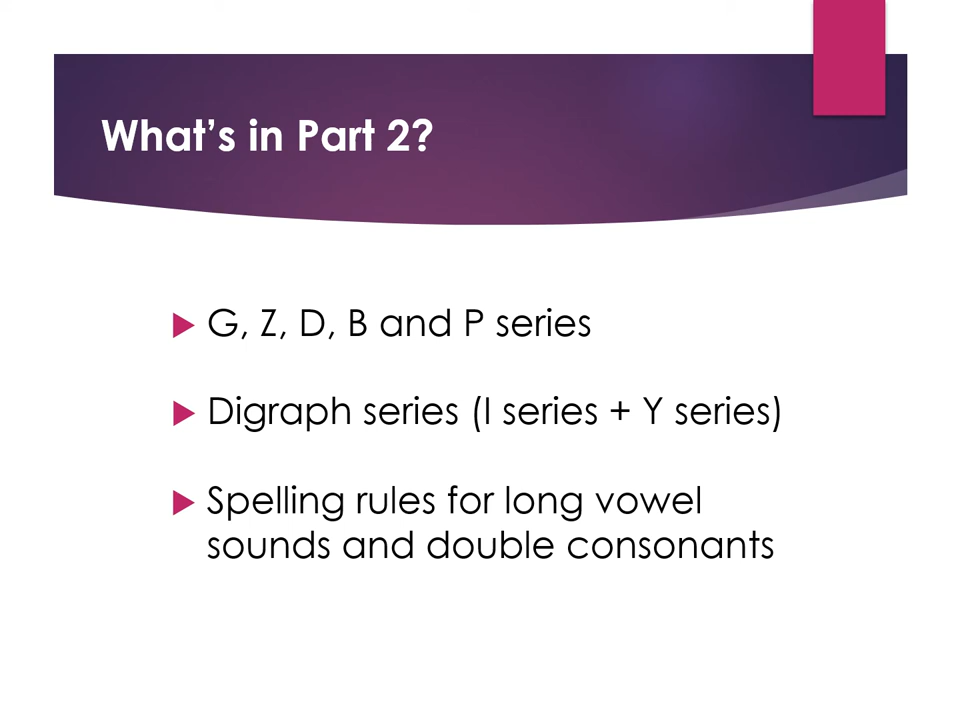 What’s in Part 2?
G, Z, D, B and P series
Digraph series (I series + Y series)
Spelling rules for long vowel
sounds and double consonants